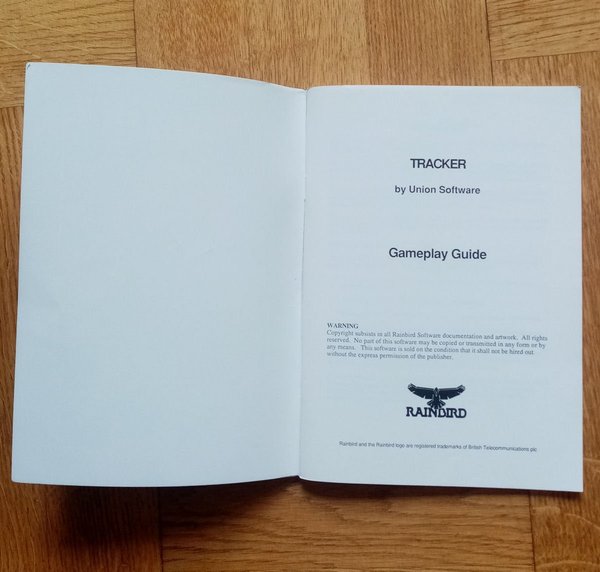 TRACKER
by Union Software
Gameplay Guide
WARNING
Copyright subsists in all Rainbird Software documentation and artwork. All rights
reserved. No part of this software may be copied or transmitted in any form or by
any means. This software is sold on the condition that it shall not be hired out
without the express permission of the publisher.
RAINBIRD
Rainbird and the Rainbird logo are registered trademarks of British Telecommunications plc